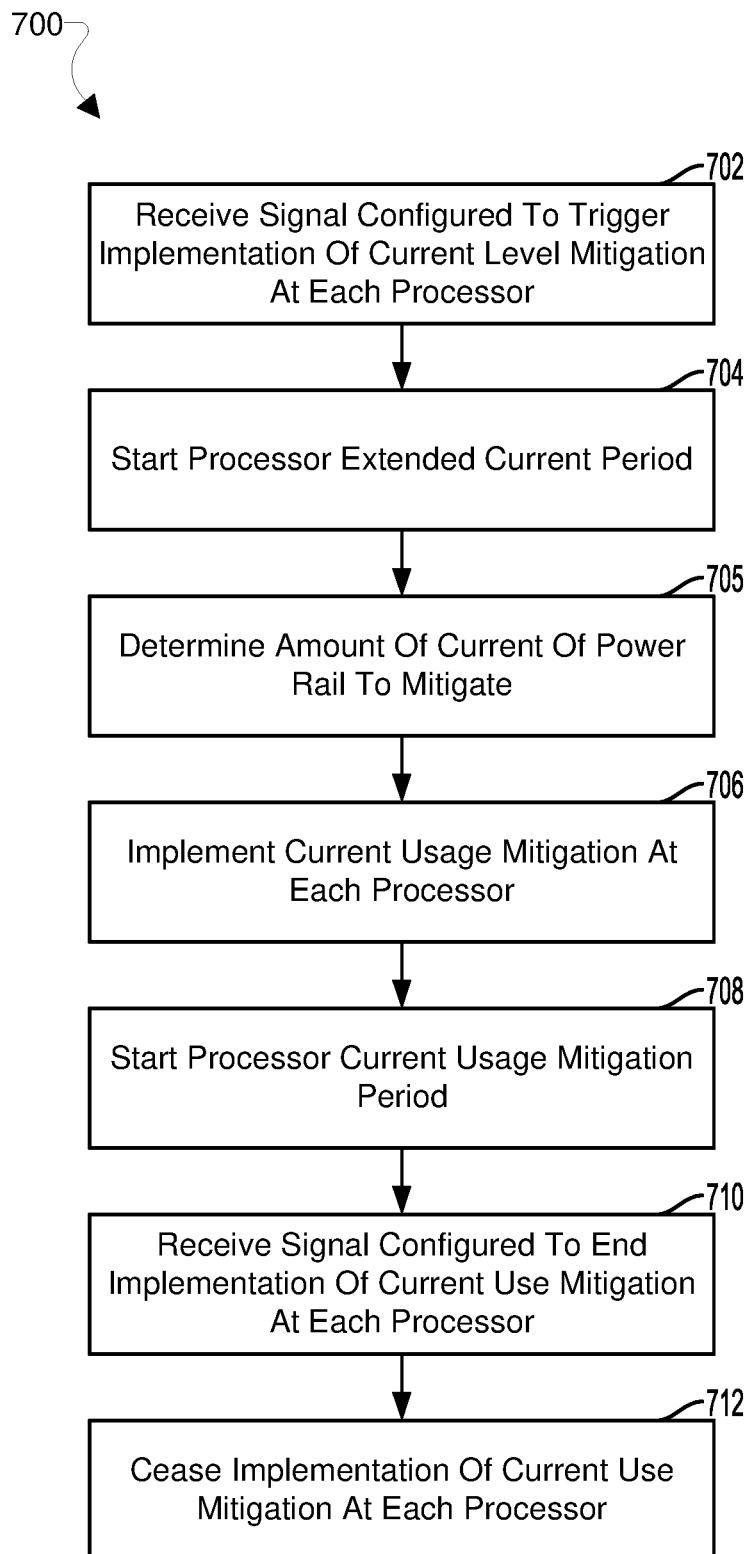 700
702
Receive Signal Configured To Trigger
Implementation Of Current Level Mitigation
At Each Processor
704
Start Processor Extended Current Period
705
Determine Amount Of Current Of Power
Rail To Mitigate
706
Implement Current Usage Mitigation At
Each Processor
708
Start Processor Current Usage Mitigation
Period
710
Receive Signal Configured To End
Implementation Of Current Use Mitigation
At Each Processor
712
Cease Implementation Of Current Use
Mitigation At Each Processor